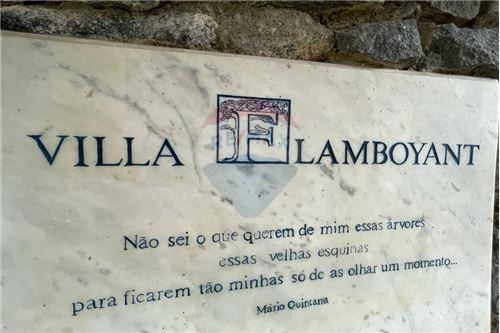 VILLA FLAMBOYANT
Não sei o que querem de mim essas árvores
essas velhas esquinas
para ficarem tão minhas só de as olhar um momento...
Mário Quintana